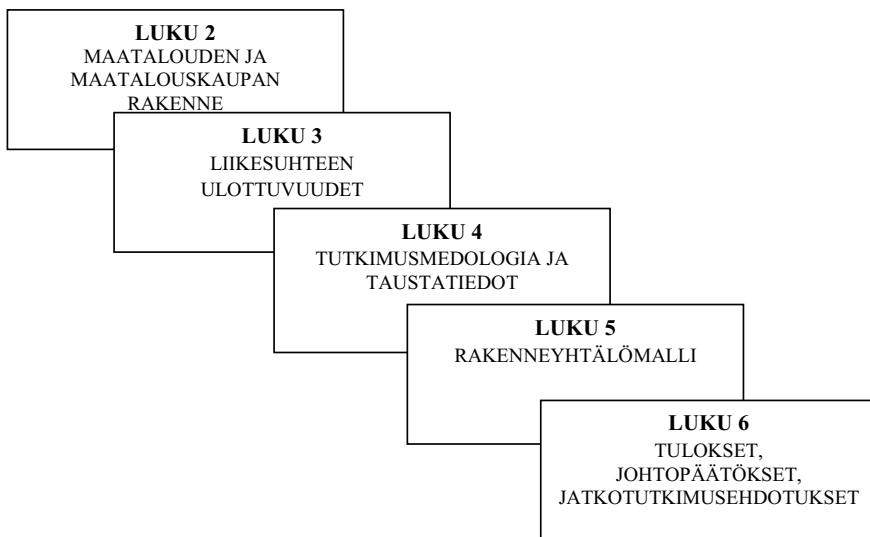 LUKU 2
MAATALOUDEN JA
MAATALOUSKAUPAN
RAKENNE
LUKU 3
LIIKESUHTEEN
ULOTTUVUUDET
LUKU 4
TUTKIMUSMEDOLOGIA JA
TAUSTATIEDOT
LUKU 5
RAKENNEYHTÄLÖMALLI
LUKU 6
TULOKSET,
JOHTOPÄÄTÖKSET,
JATKOTUTKIMUSEHDOTUKSET